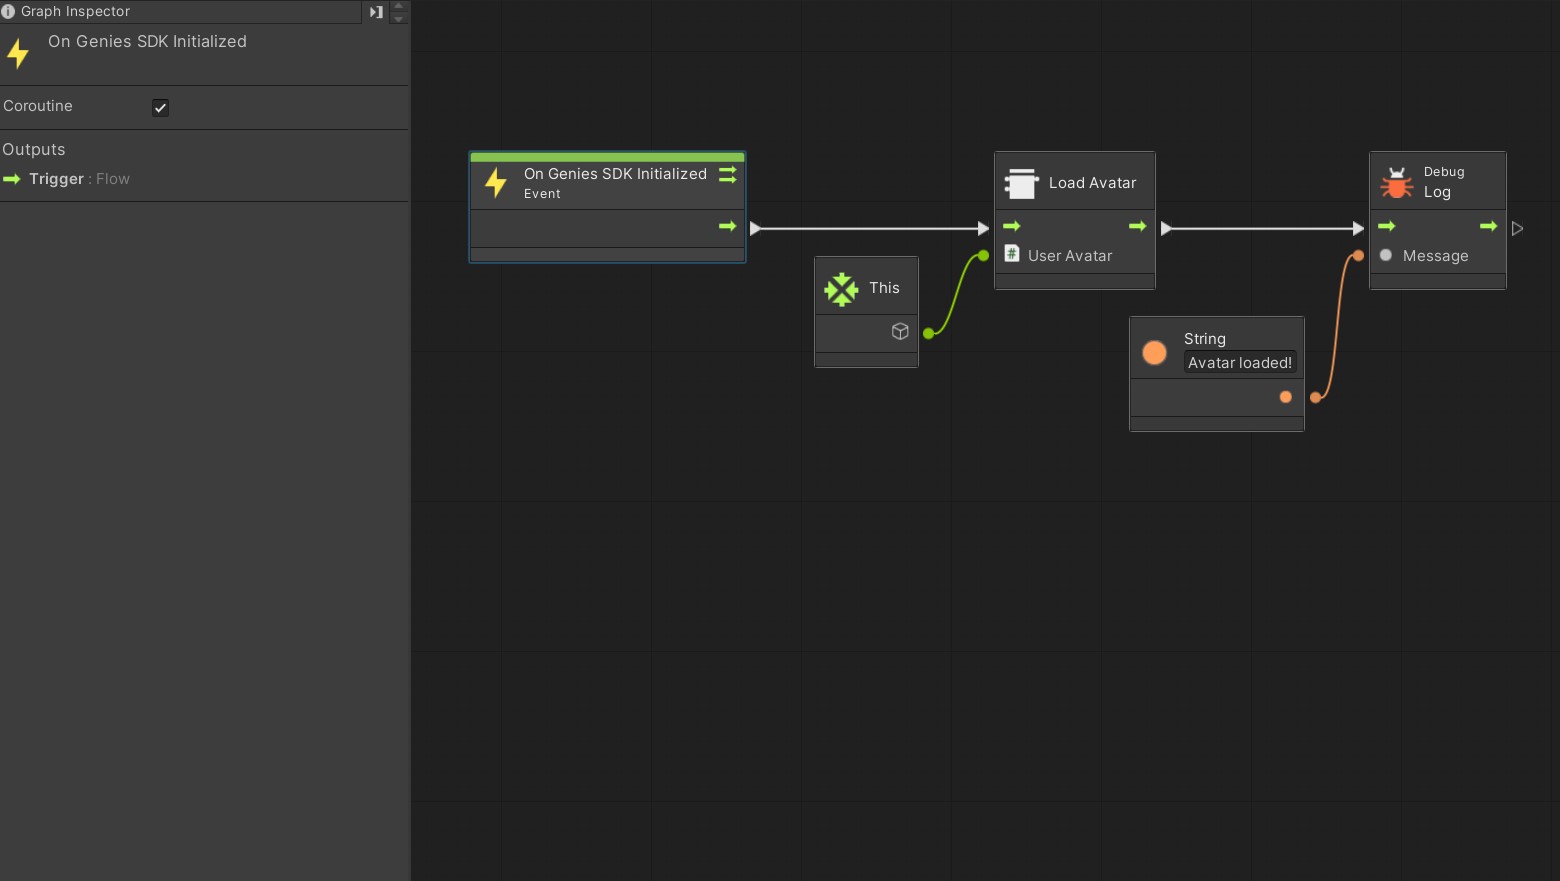 Graph Inspector
On Genies SDK Initialized
Coroutine
Outputs
Trigger : Flow
On Genies SDK Initialized
Event
Load Avatar
User Avatar
Debug
Log
Message
This
String
Avatar loaded!